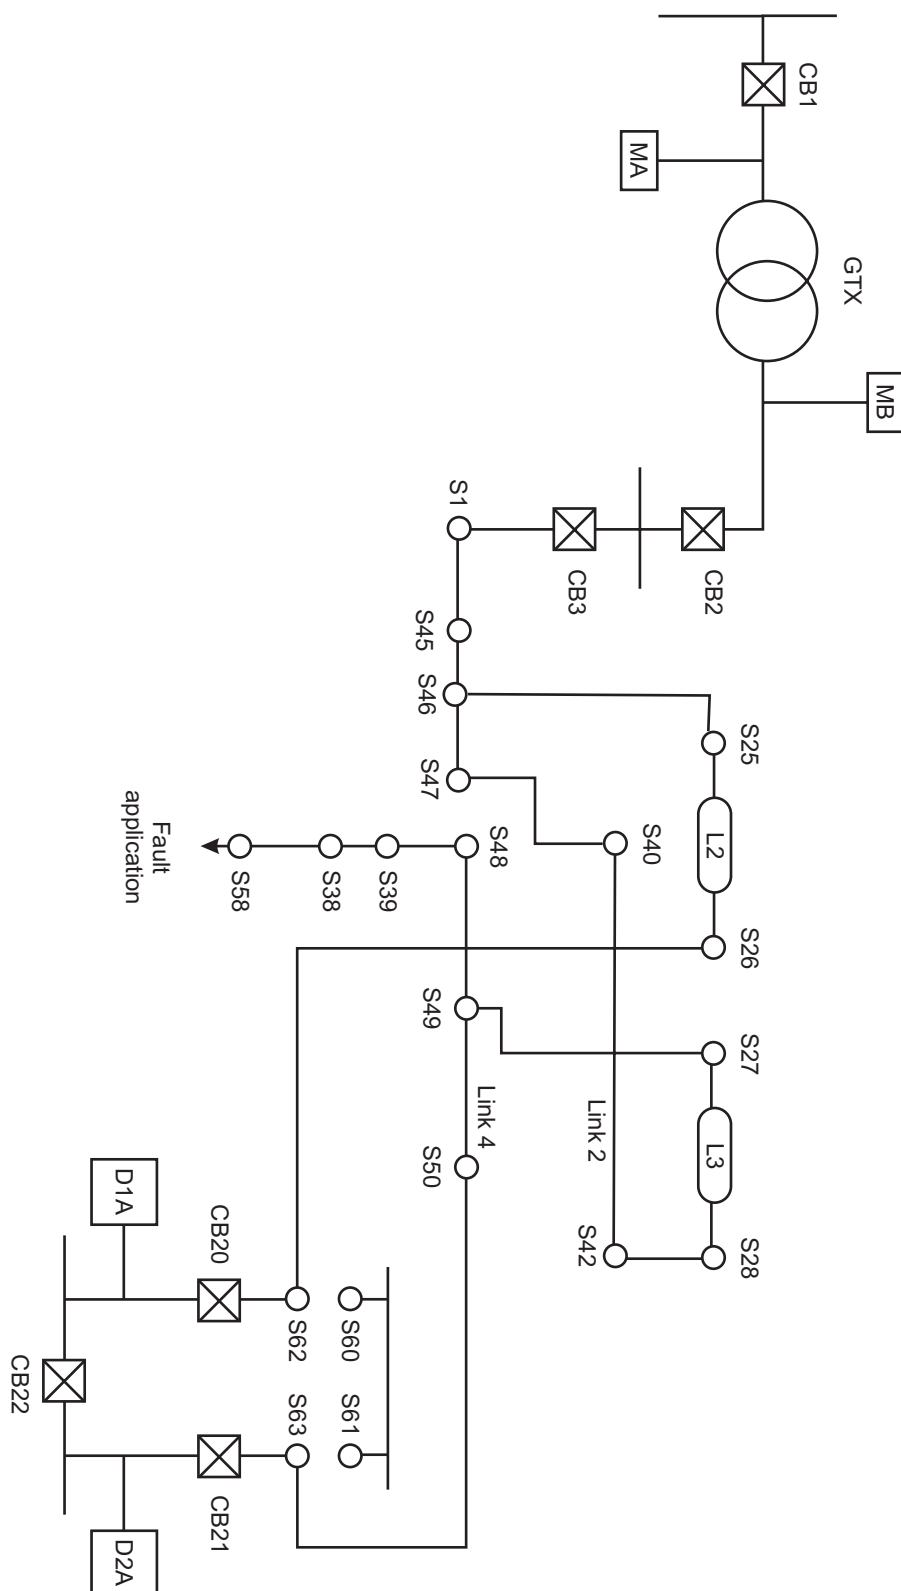 CB1
MA
GTX
MB
S1
CB3
CB2
S45
S46
S25
S47
S40
L2
Fault
application
S58
S38
S39
S48
S26
S49
S27
Link 4
Link 2
L3
S50
S42
S28
D1A
CB20
S62
S60
CB22
S63
S61
CB21
D2A